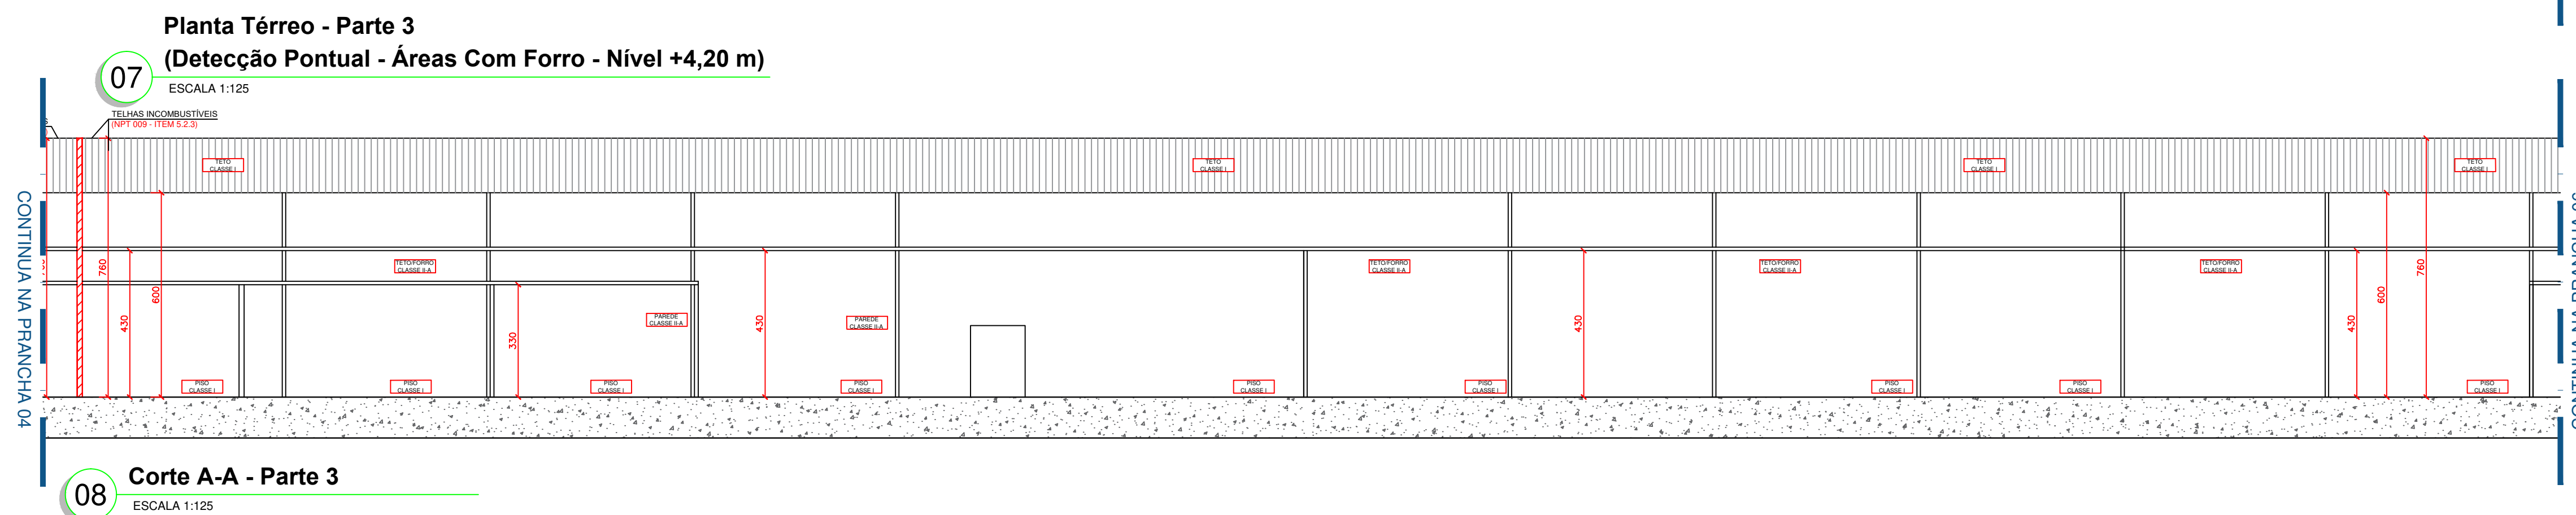 Planta Térreo - Parte 3
(Detecção Pontual - Áreas Com Forro - Nível +4,20 m)
07
ESCALA 1:125
TELHAS INCOMBUSTÍVEIS
(NPT 009 - ITEM 5.2.3)
TETO
CLASSE I
TETO
CLASSE I
TETO
CLASSE I
TETO
CLASSE I
CONTINUA NA PRANCHA 04
760
430
600
TETO/FORRO
CLASSE II-A
TETO/FORRO
CLASSE II-A
TETO/FORRO
CLASSE II-A
TETO/FORRO
CLASSE II-A
330
PAREDE
CLASSE II-A
430
PAREDE
CLASSE II-A
430
430
600
760
PISO
CLASSE I
PISO
CLASSE I
PISO
CLASSE I
PISO
CLASSE I
PISO
CLASSE I
PISO
CLASSE I
PISO
CLASSE I
PISO
CLASSE I
PISO
CLASSE I
08
Corte A-A - Parte 3
ESCALA 1:125